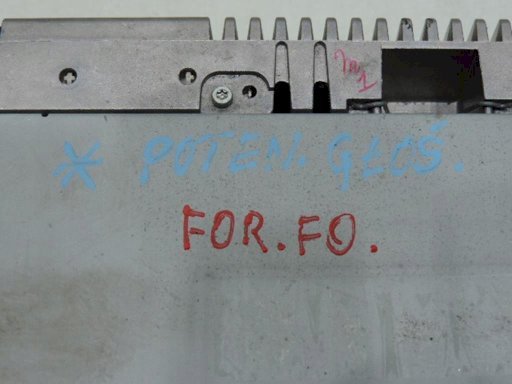 * POTEN. GŁOŚ.
FOR. FO.